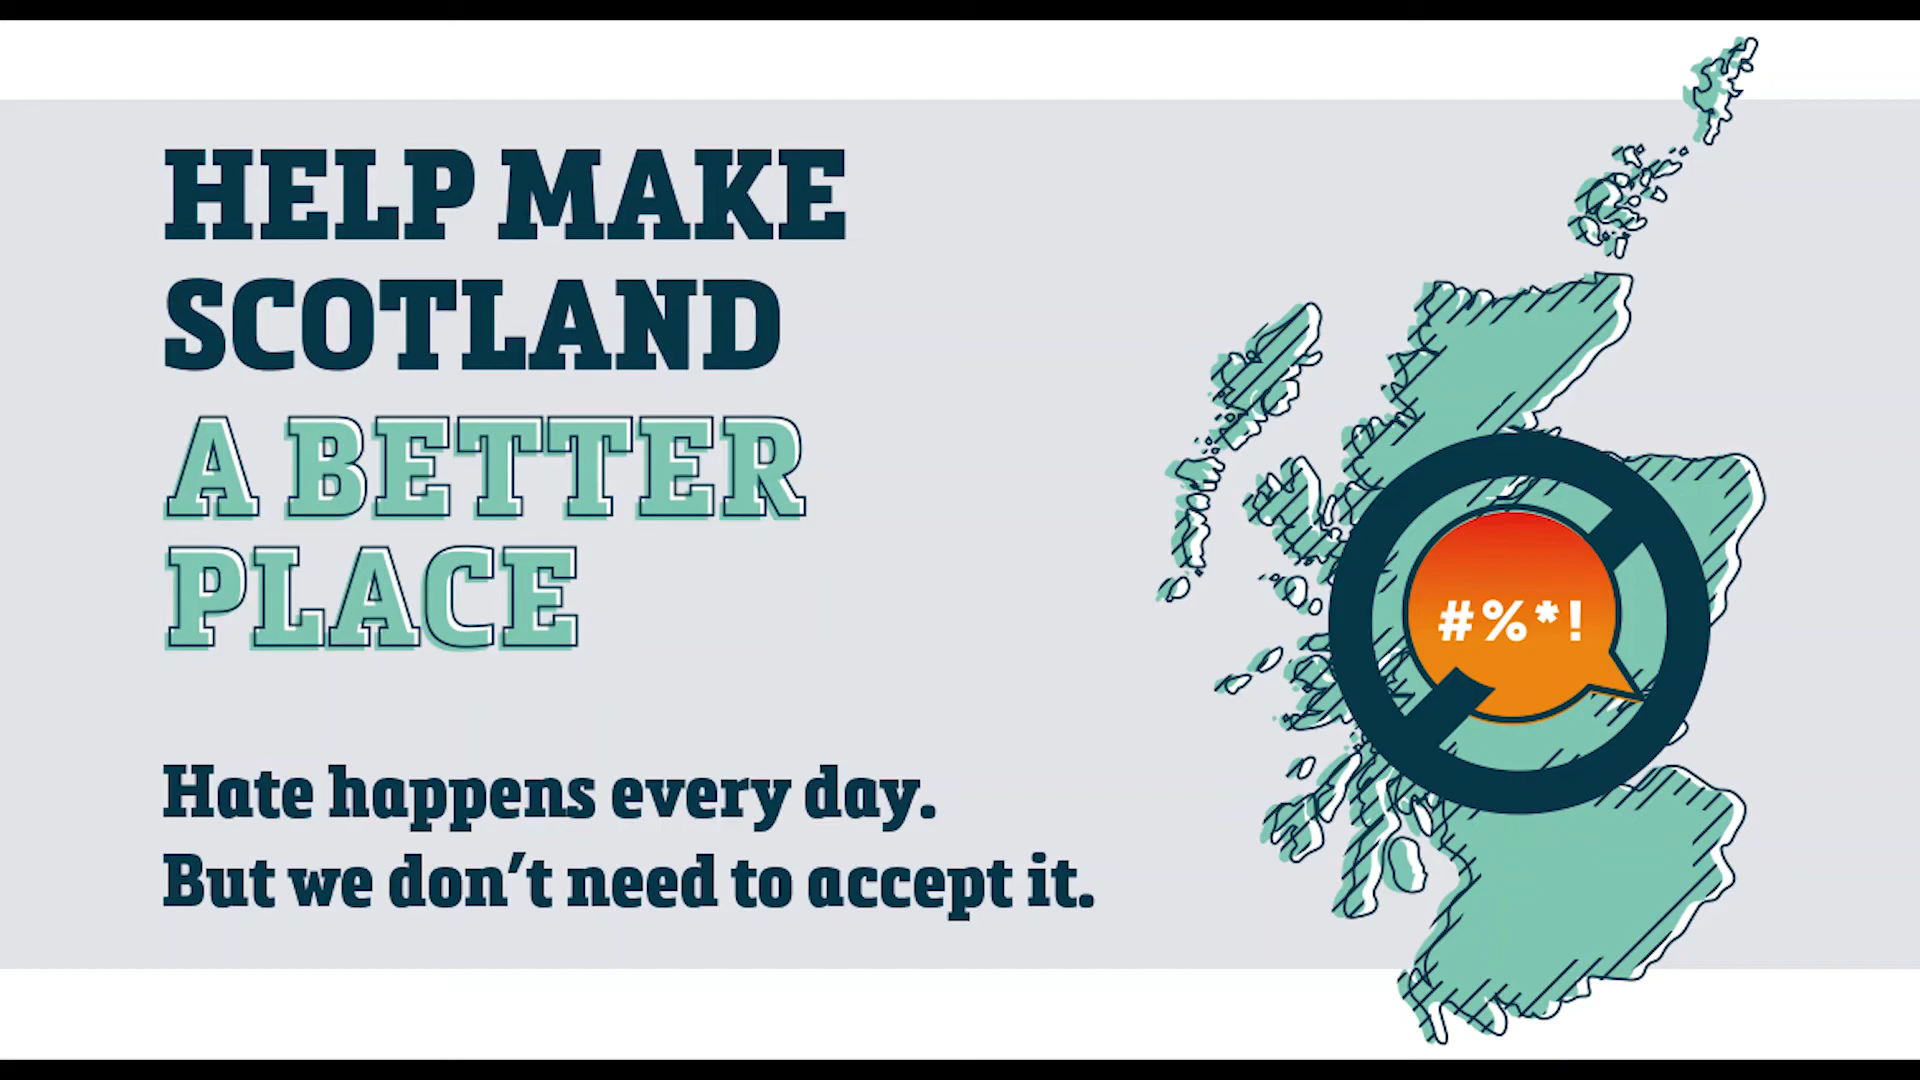 HELP MAKE
SCOTLAND
A BETTER
PLACE
#%*!
Hate happens every day.
But we don’t need to accept it.